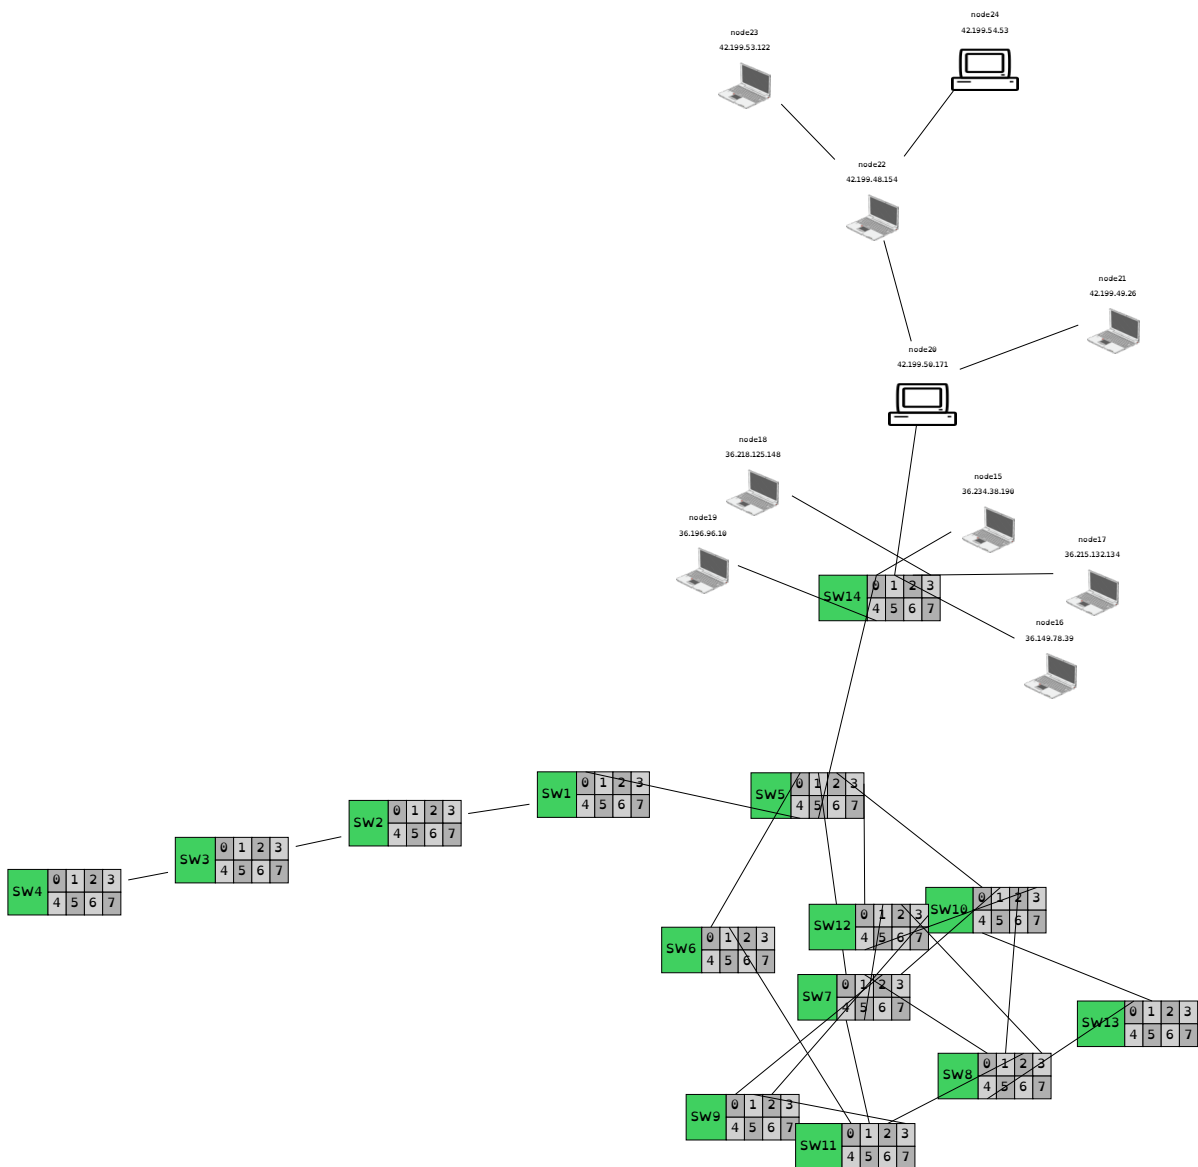 node24
42.199.54.53
node23
42.199.53.122
node22
42.199.48.154
node21
42.199.49.26
node20
42.199.50.171
node18
36.218.125.148
node15
36.234.38.190
node19
36.196.96.10
node17
36.215.132.134
SW14 0 1 2 3
4 5 6 7
node16
36.149.78.39
SW1 0 1 2 3
4 5 6 7
SW5 0 1 2 3
4 5 6 7
SW2 0 1 2 3
4 5 6 7
SW3 0 1 2 3
4 5 6 7
SW4 0 1 2 3
4 5 6 7
SW10 0 1 2 3
4 5 6 7
SW12 0 1 2 3
4 5 6 7
SW6 0 1 2 3
4 5 6 7
SW7 0 1 2 3
4 5 6 7
SW13 0 1 2 3
4 5 6 7
SW8 0 1 2 3
4 5 6 7
SW9 0 1 2 3
4 5 6 7
SW11 0 1 2 3
4 5 6 7